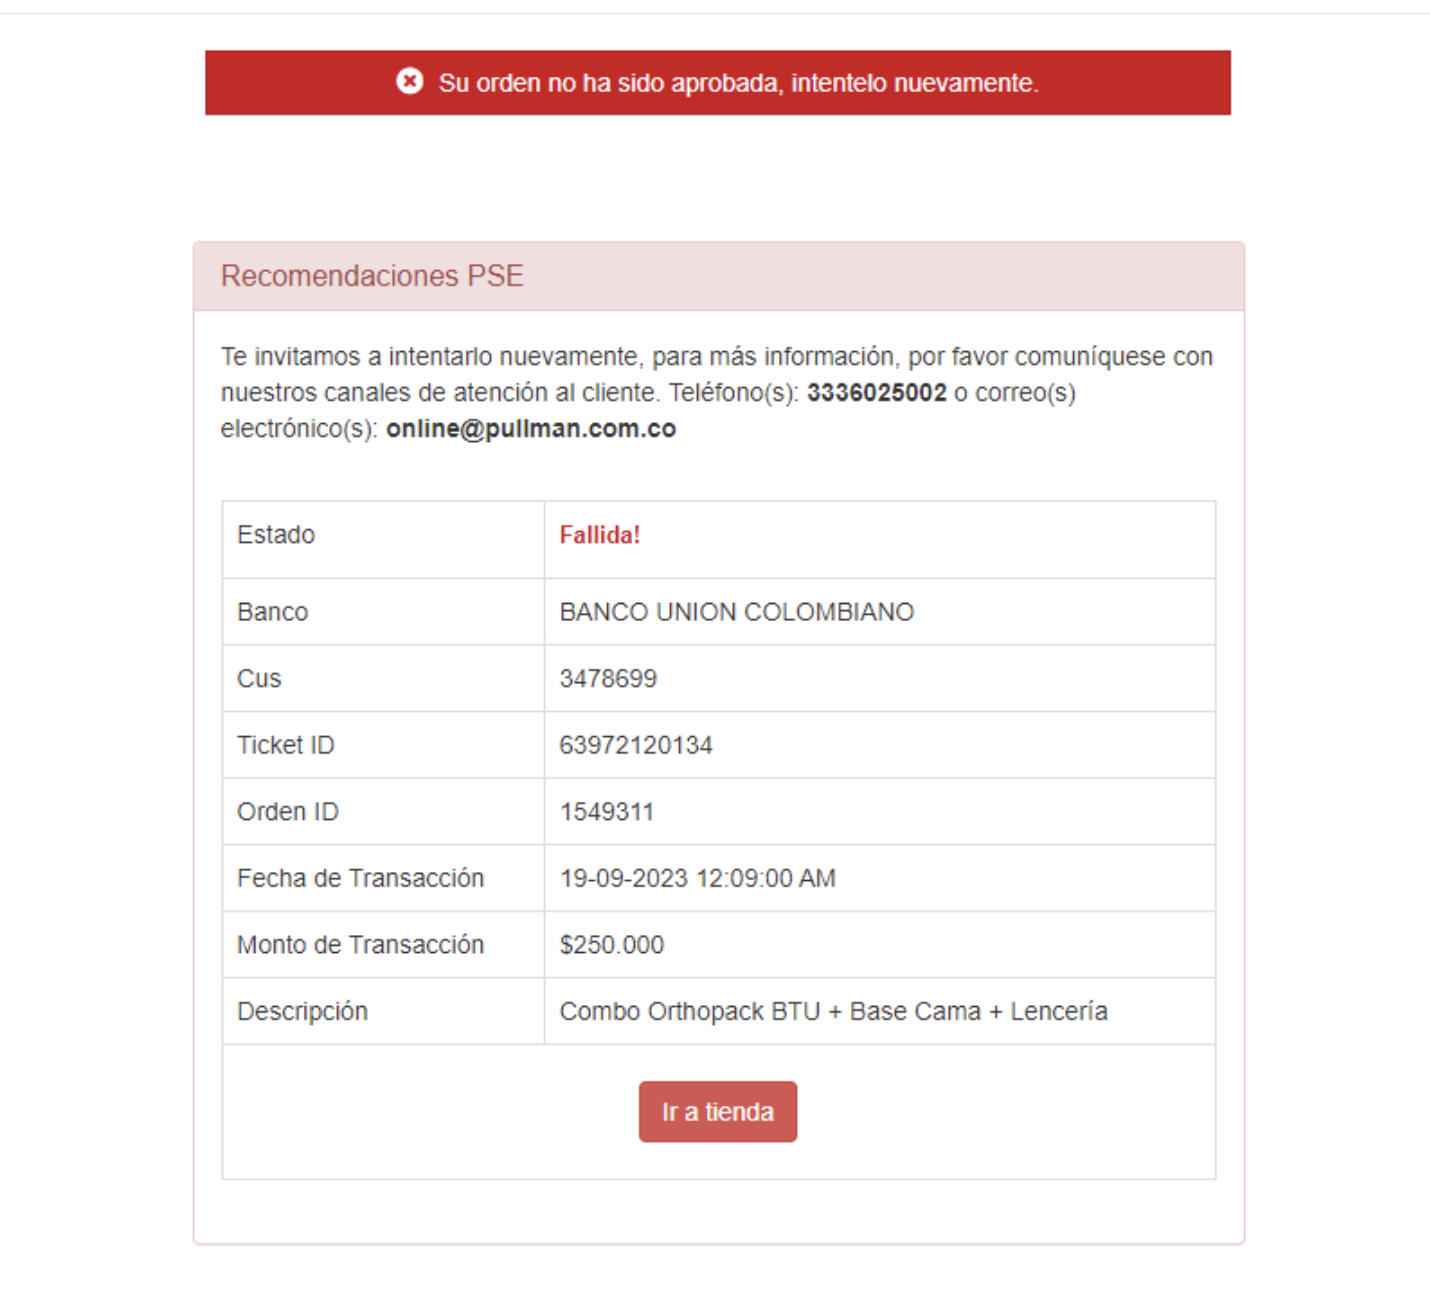 Su orden no ha sido aprobada, intentelo nuevamente.
Recomendaciones PSE
Te invitamos a intentarlo nuevamente, para más información, por favor comuníquese con
nuestros canales de atención al cliente. Teléfono(s): 3336025002 o correo(s)
electrónico(s): online@pullman.com.co
Estado Fallida!
Banco BANCO UNION COLOMBIANO
Cus 3478699
Ticket ID 63972120134
Orden ID 1549311
Fecha de Transacción 19-09-2023 12:09:00 AM
Monto de Transacción $250.000
Descripción Combo Orthopack BTU + Base Cama + Lencería
Ir a tienda